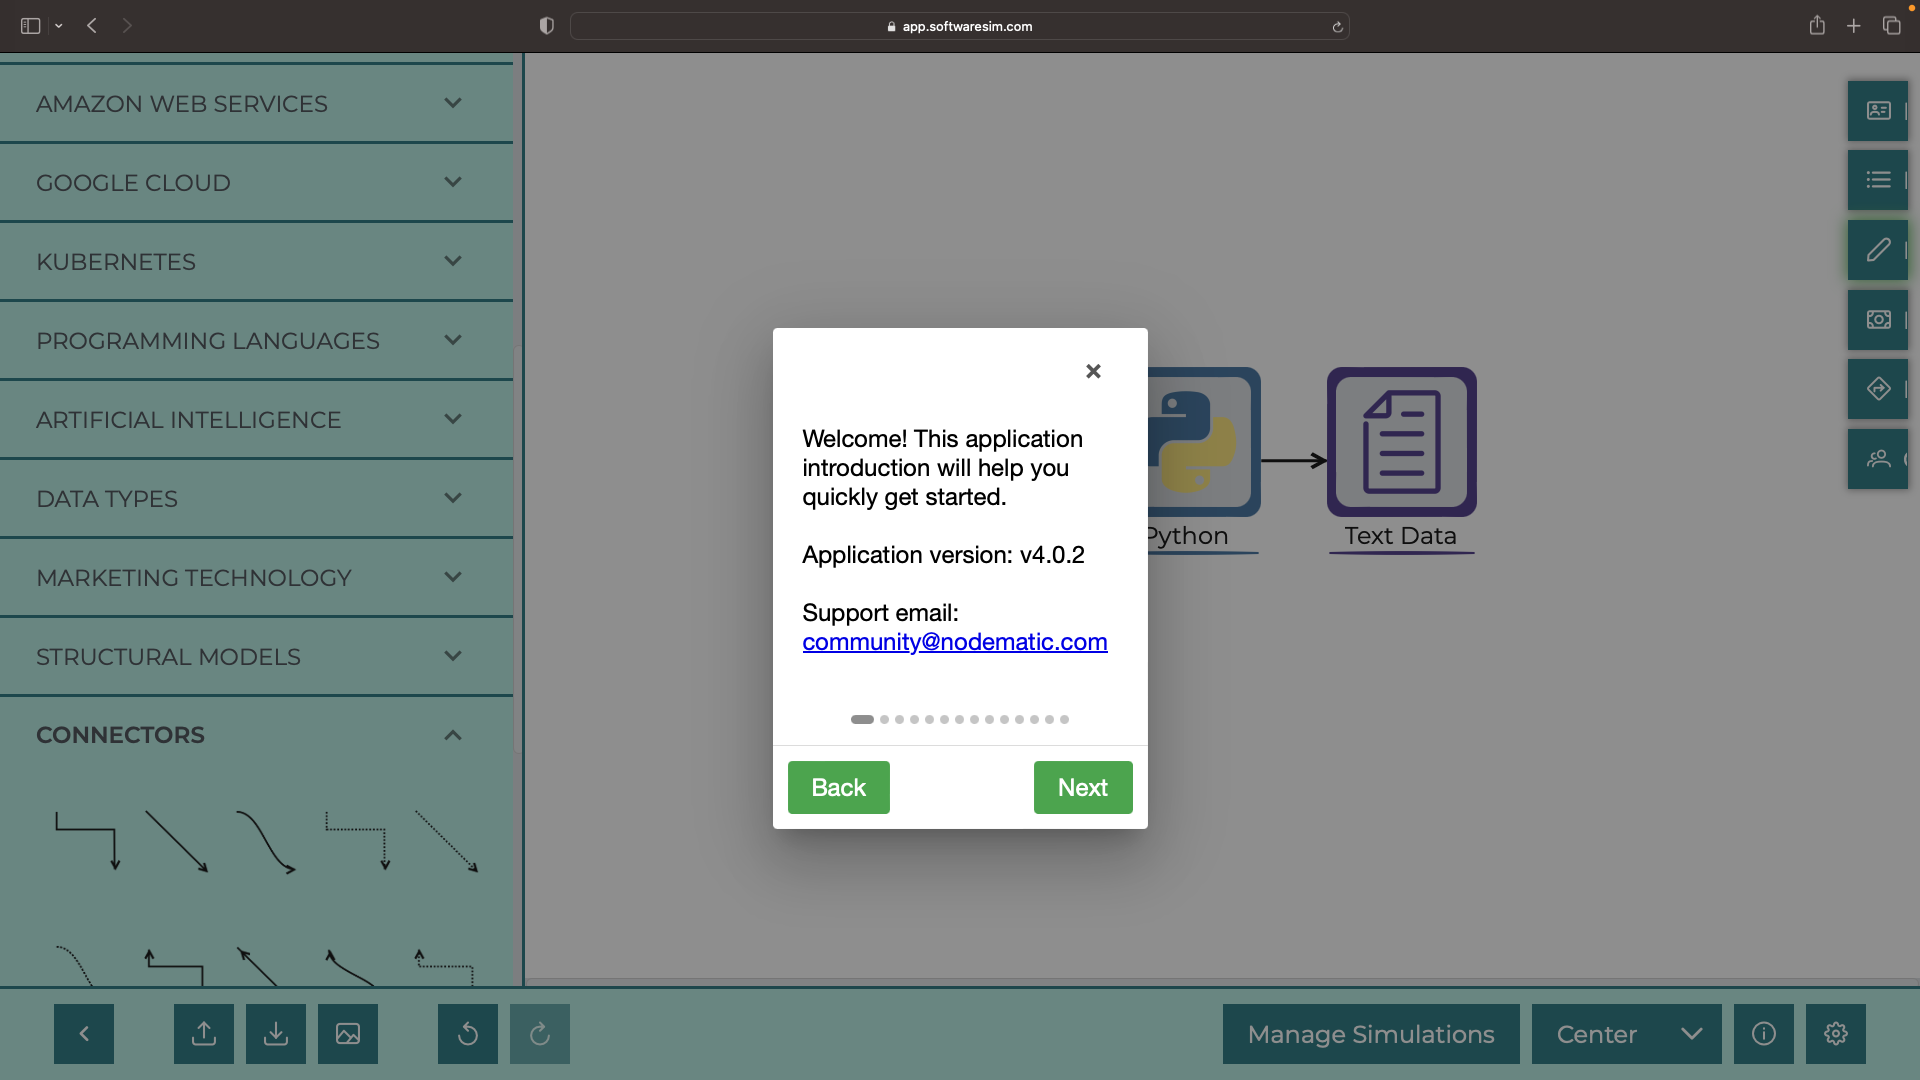 app.softwaresim.com
AMAZON WEB SERVICES
GOOGLE CLOUD
KUBERNETES
PROGRAMMING LANGUAGES
ARTIFICIAL INTELLIGENCE
DATA TYPES
MARKETING TECHNOLOGY
STRUCTURAL MODELS
CONNECTORS
Welcome! This application
introduction will help you
quickly get started.
Application version: v4.0.2
Support email:
community@nodematic.com
Back
Next
Python
Text Data
Manage Simulations
Center